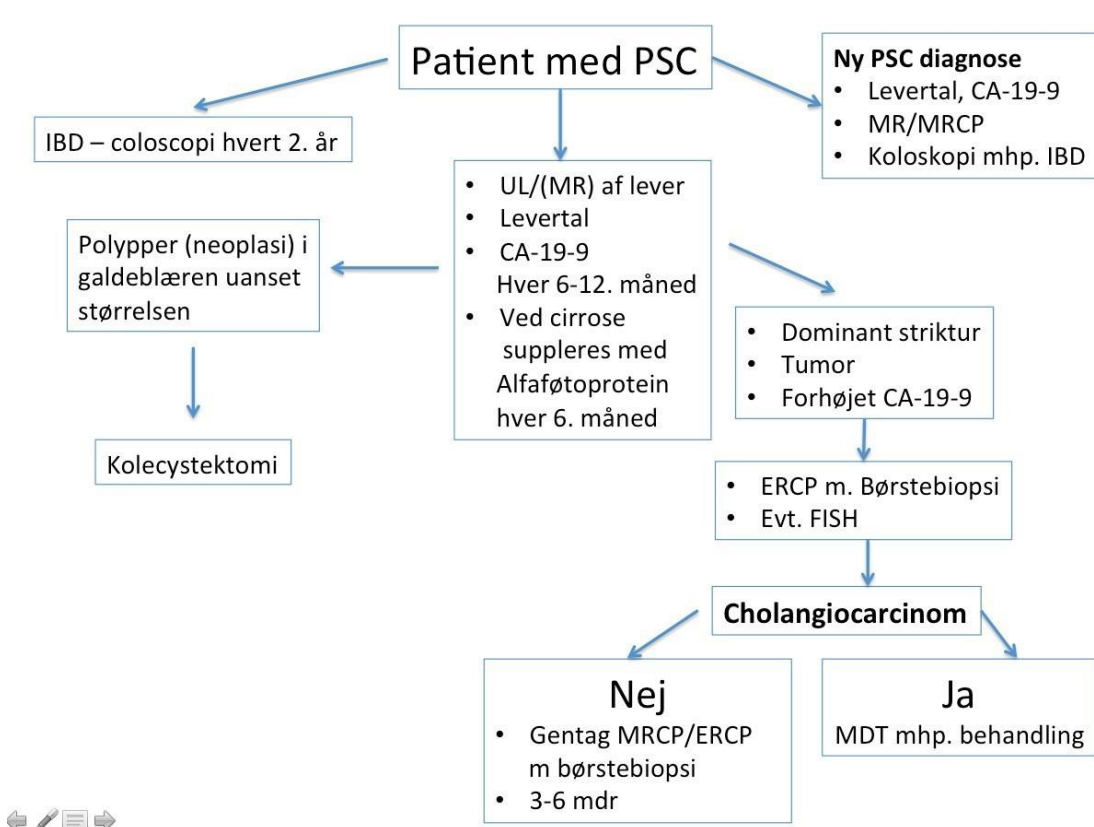 Patient med PSC
Ny PSC diagnose
• Levertal, CA-19-9
• MR/MRCP
• Koloskopi mhp. IBD
IBD – coloscopi hvert 2. år
• UL/(MR) af lever
• Levertal
• CA-19-9
Hver 6-12. måned
• Ved cirrose
suppleres med
Alfaføtoprotein
hver 6. måned
Polypper (neoplasi) i
galdeblæren uanset
størrelsen
Kolecystektomi
• Dominant striktur
• Tumor
• Forhøjet CA-19-9
• ERCP m. Børstebiopsi
• Evt. FISH
Cholangiocarcinom
Nej
• Gentag MRCP/ERCP
m børstebiopsi
• 3-6 mdr
Ja
MDT mhp. behandling